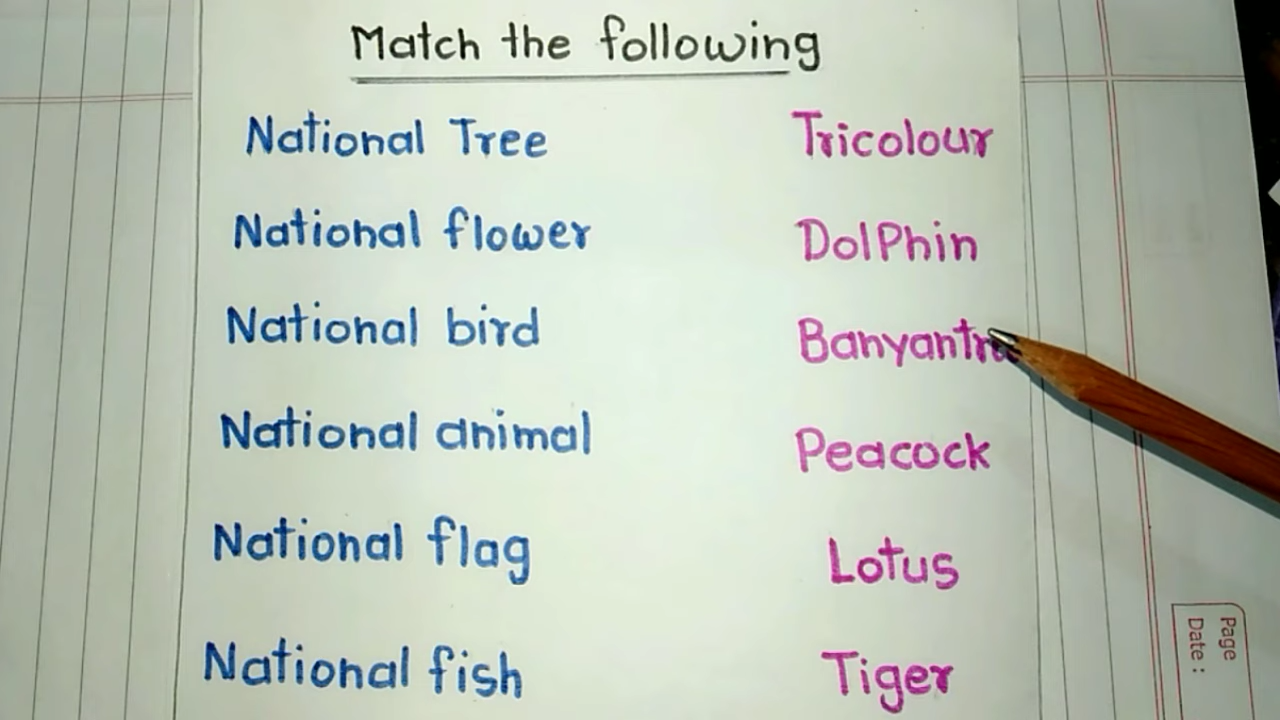 Match the following
National Tree Tricolour
National flower DolPhin
National bird
National animal Peacock
National flag Lotus
National fish Tiger
Page
Date :